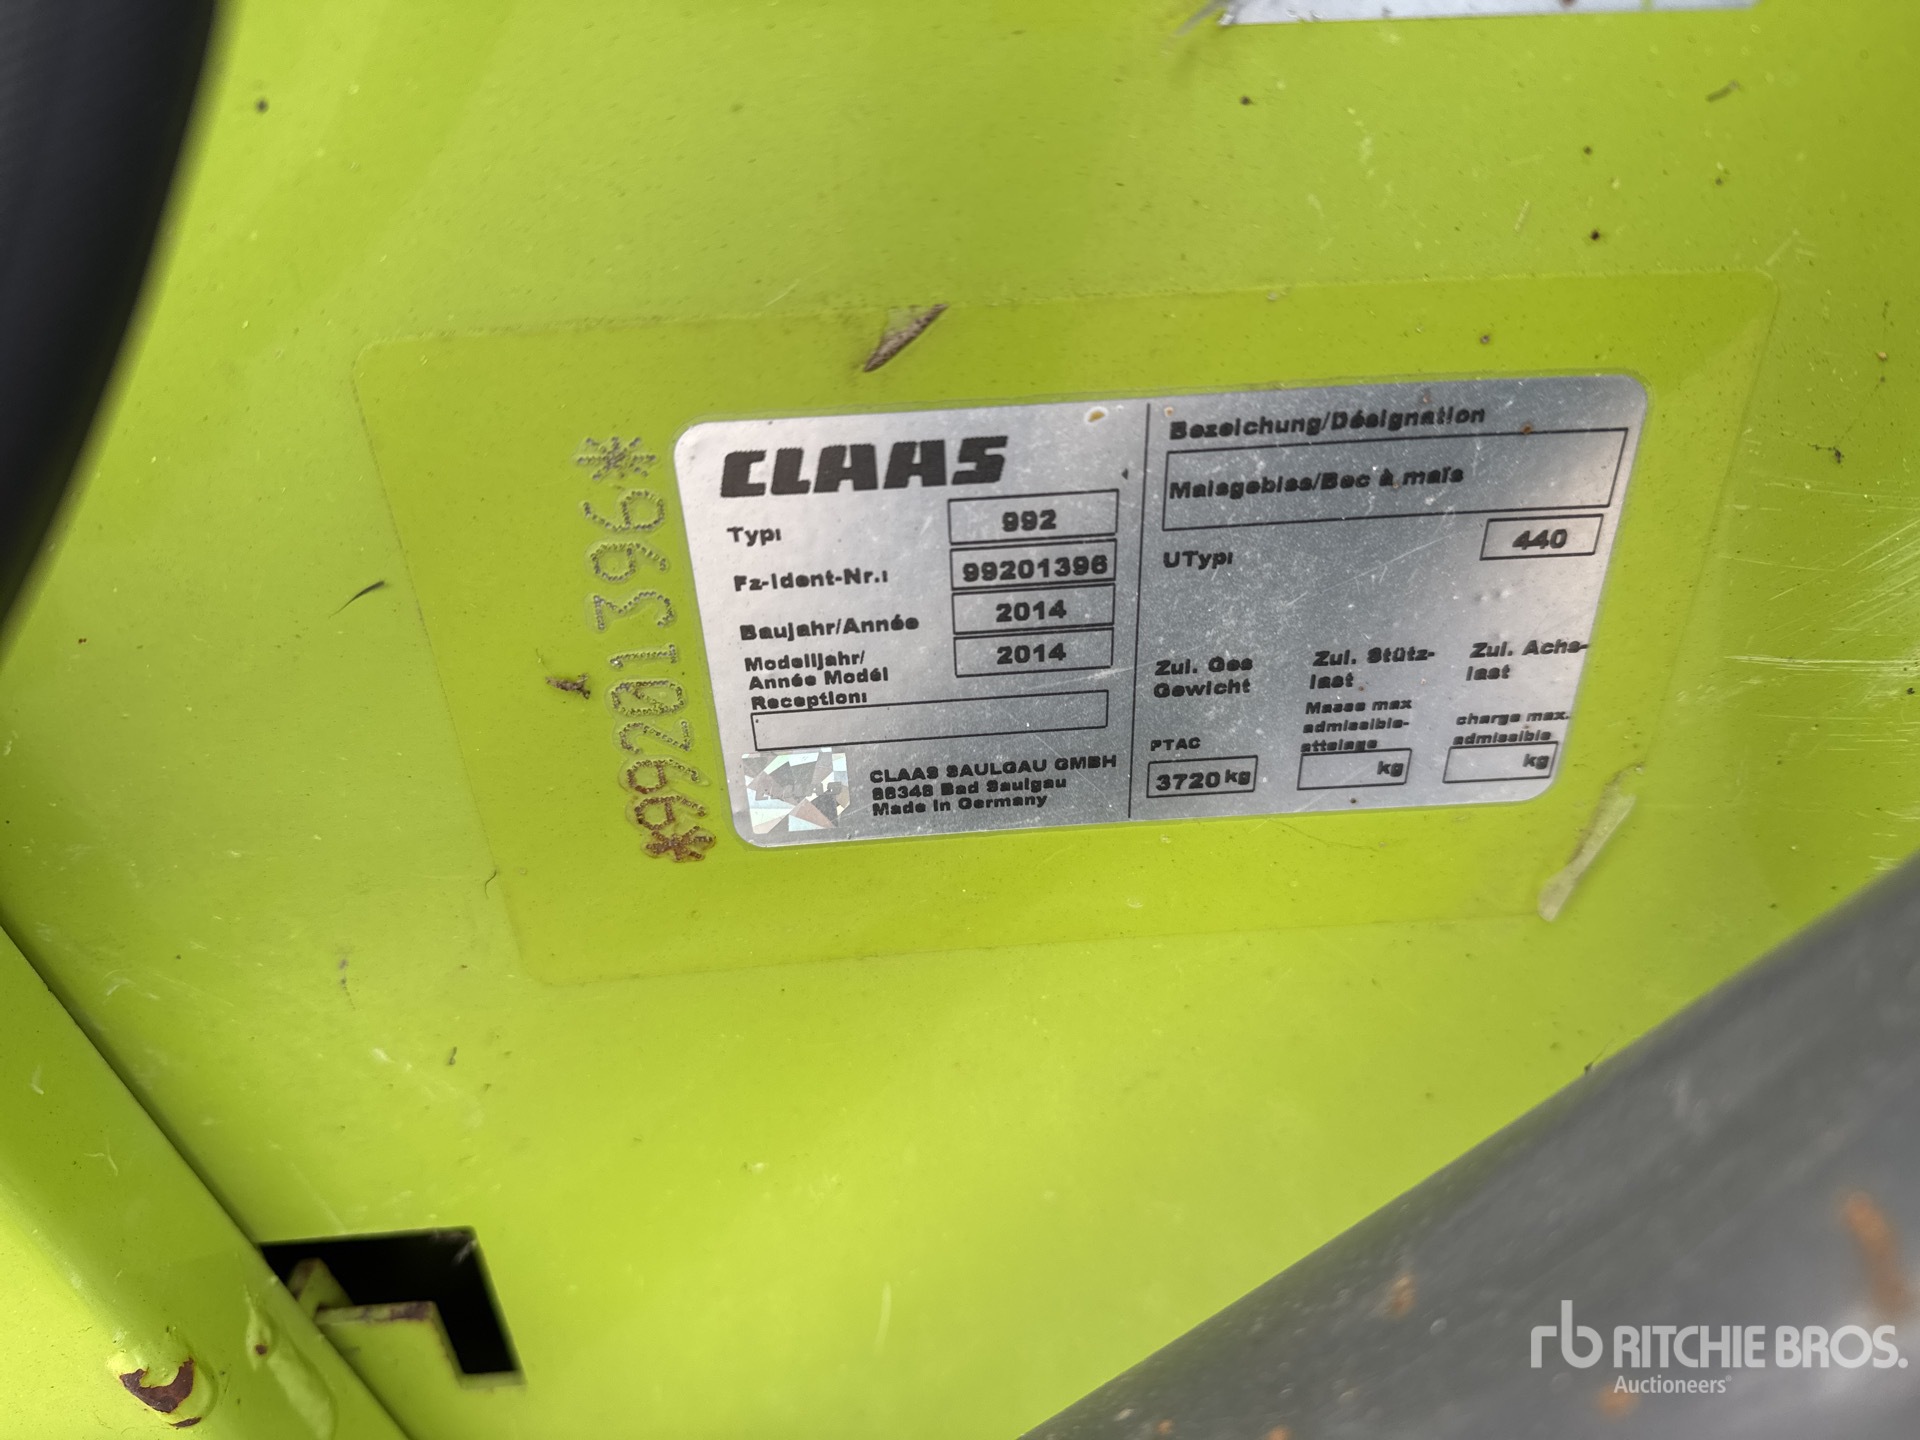 *99201396*
CLAAS
Typ: 992
Fz-Ident-Nr.: 99201396
Baujahr/Année 2014
Modelljahr/
Année Modél 2014
Reception:
CLAAS SAULGAU GMBH
88348 Bad Saulgau
Made in Germany
Bezeichung/Désignation
Maisgebiss/Bec à maïs
UTyp: 440
Zul. Ges
Gewicht
PTAC
3720 kg
Zul. Stütz-
last
Masse max
admissible-
attelage
kg
Zul. Achs-
last
charge max.
admissible
kg
rb RITCHIE BROS.
Auctioneers